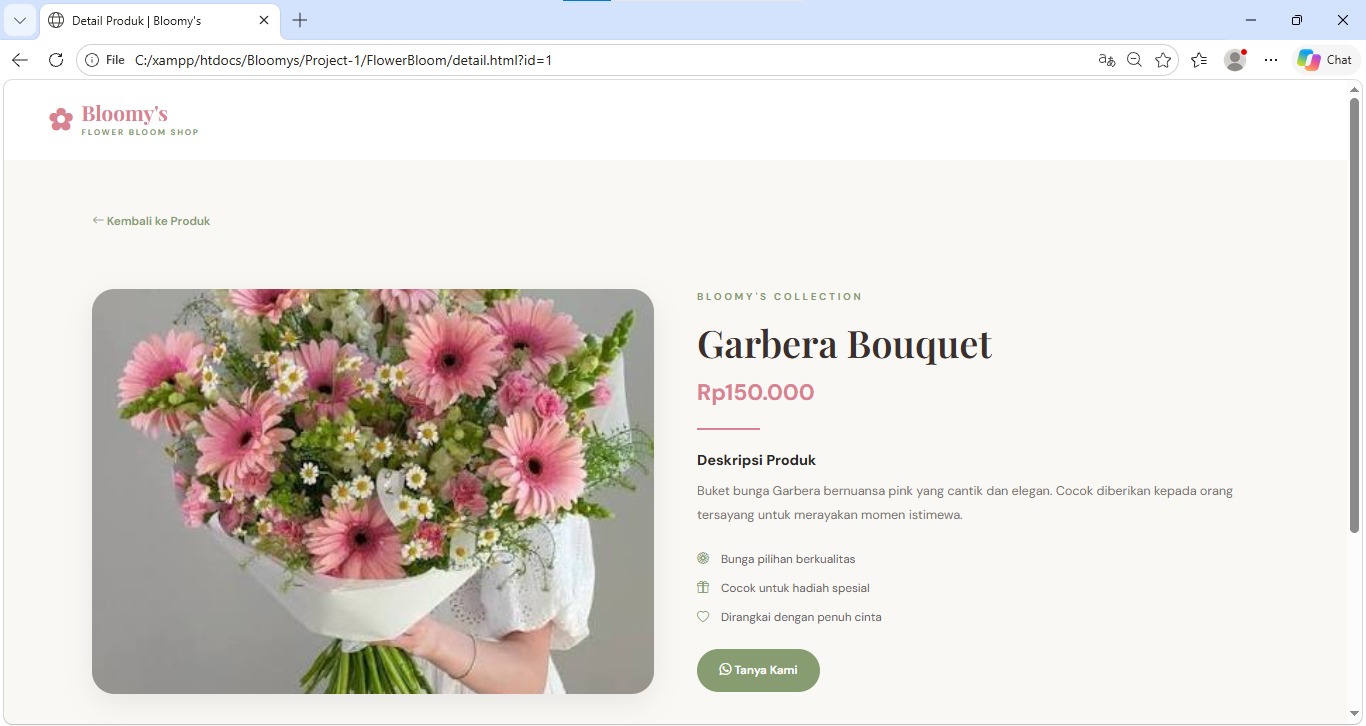 Detail Produk | Bloomy's
File C:/xampp/htdocs/Bloomys/Project-1/FlowerBloom/detail.html?id=1
Chat
Bloomy's
FLOWER BLOOM SHOP
← Kembali ke Produk
BLOOMY'S COLLECTION
Garbera Bouquet
Rp150.000
Deskripsi Produk
Buket bunga Garbera bernuansa pink yang cantik dan elegan. Cocok diberikan kepada orang
tersayang untuk merayakan momen istimewa.
Bunga pilihan berkualitas
Cocok untuk hadiah spesial
Dirangkai dengan penuh cinta
Tanya Kami